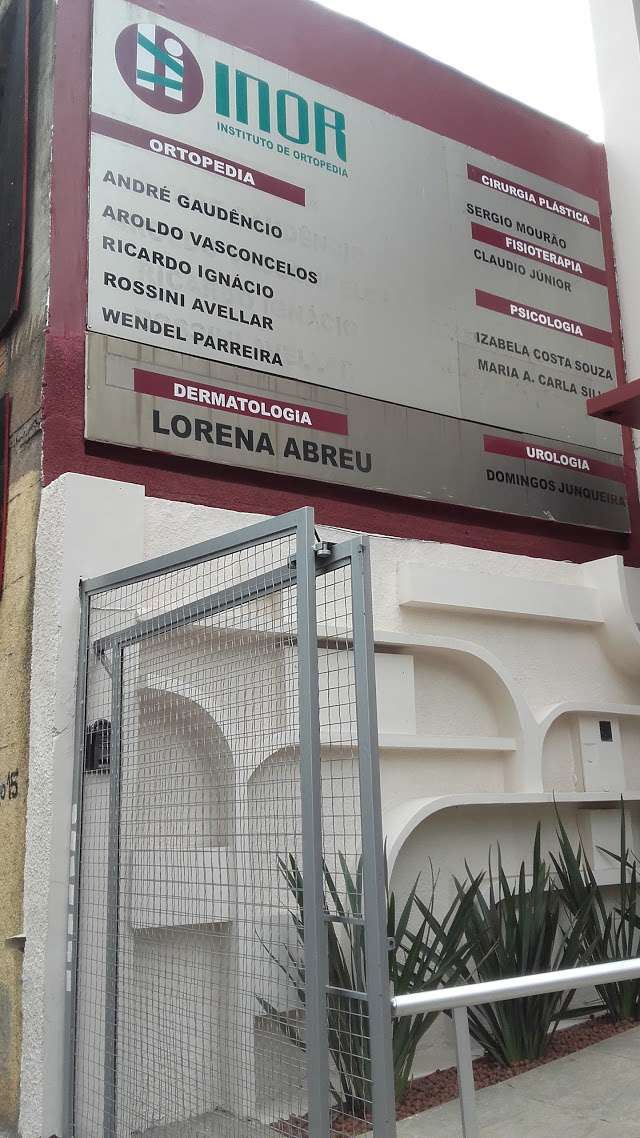 INOR
INSTITUTO DE ORTOPEDIA
ORTOPEDIA
ANDRÉ GAUDÊNCIO
AROLDO VASCONCELOS
RICARDO IGNÁCIO
ROSSINI AVELLAR
WENDEL PARREIRA
DERMATOLOGIA
LORENA ABREU
CIRURGIA PLÁSTICA
SERGIO MOURÃO
FISIOTERAPIA
CLAUDIO JÚNIOR
PSICOLOGIA
IZABELA COSTA SOUZA
MARIA A. CARLA
UROLOGIA
DOMINGOS JUNQUEIRA